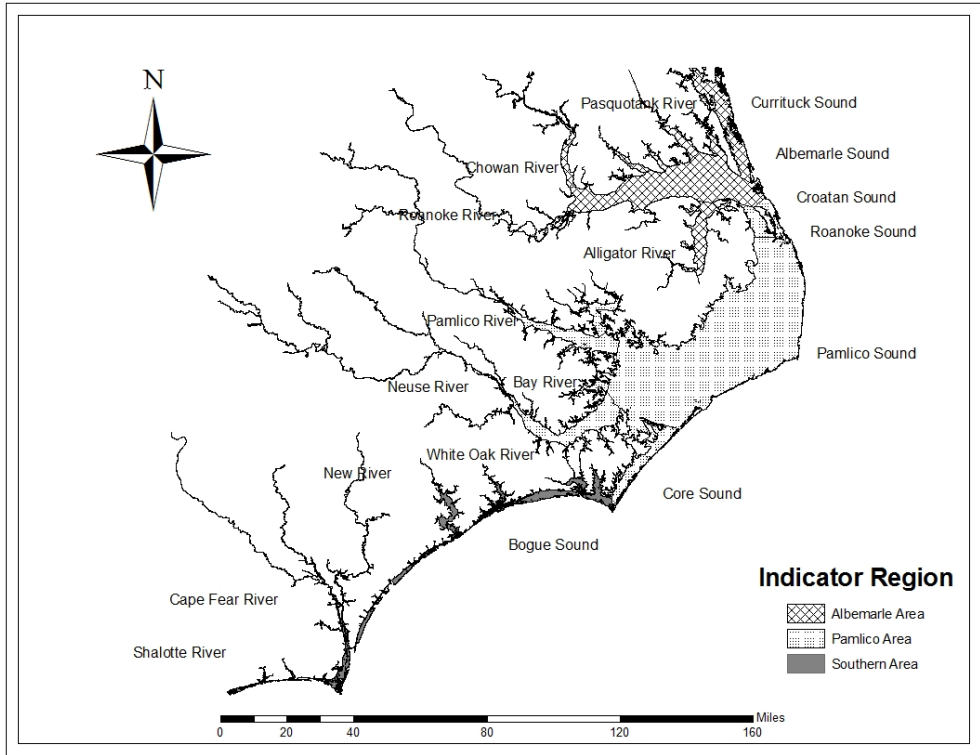 N
Pasquotank River
Currituck Sound
Albemarle Sound
Chowan River
Croatan Sound
Roanoke River
Roanoke Sound
Alligator River
Pamlico River
Pamlico Sound
Bay River
Neuse River
White Oak River
New River
Core Sound
Bogue Sound
Indicator Region
Cape Fear River
Albemarle Area
Pamlico Area
Shalotte River
Southern Area
Miles
0 20 40 80 120 160